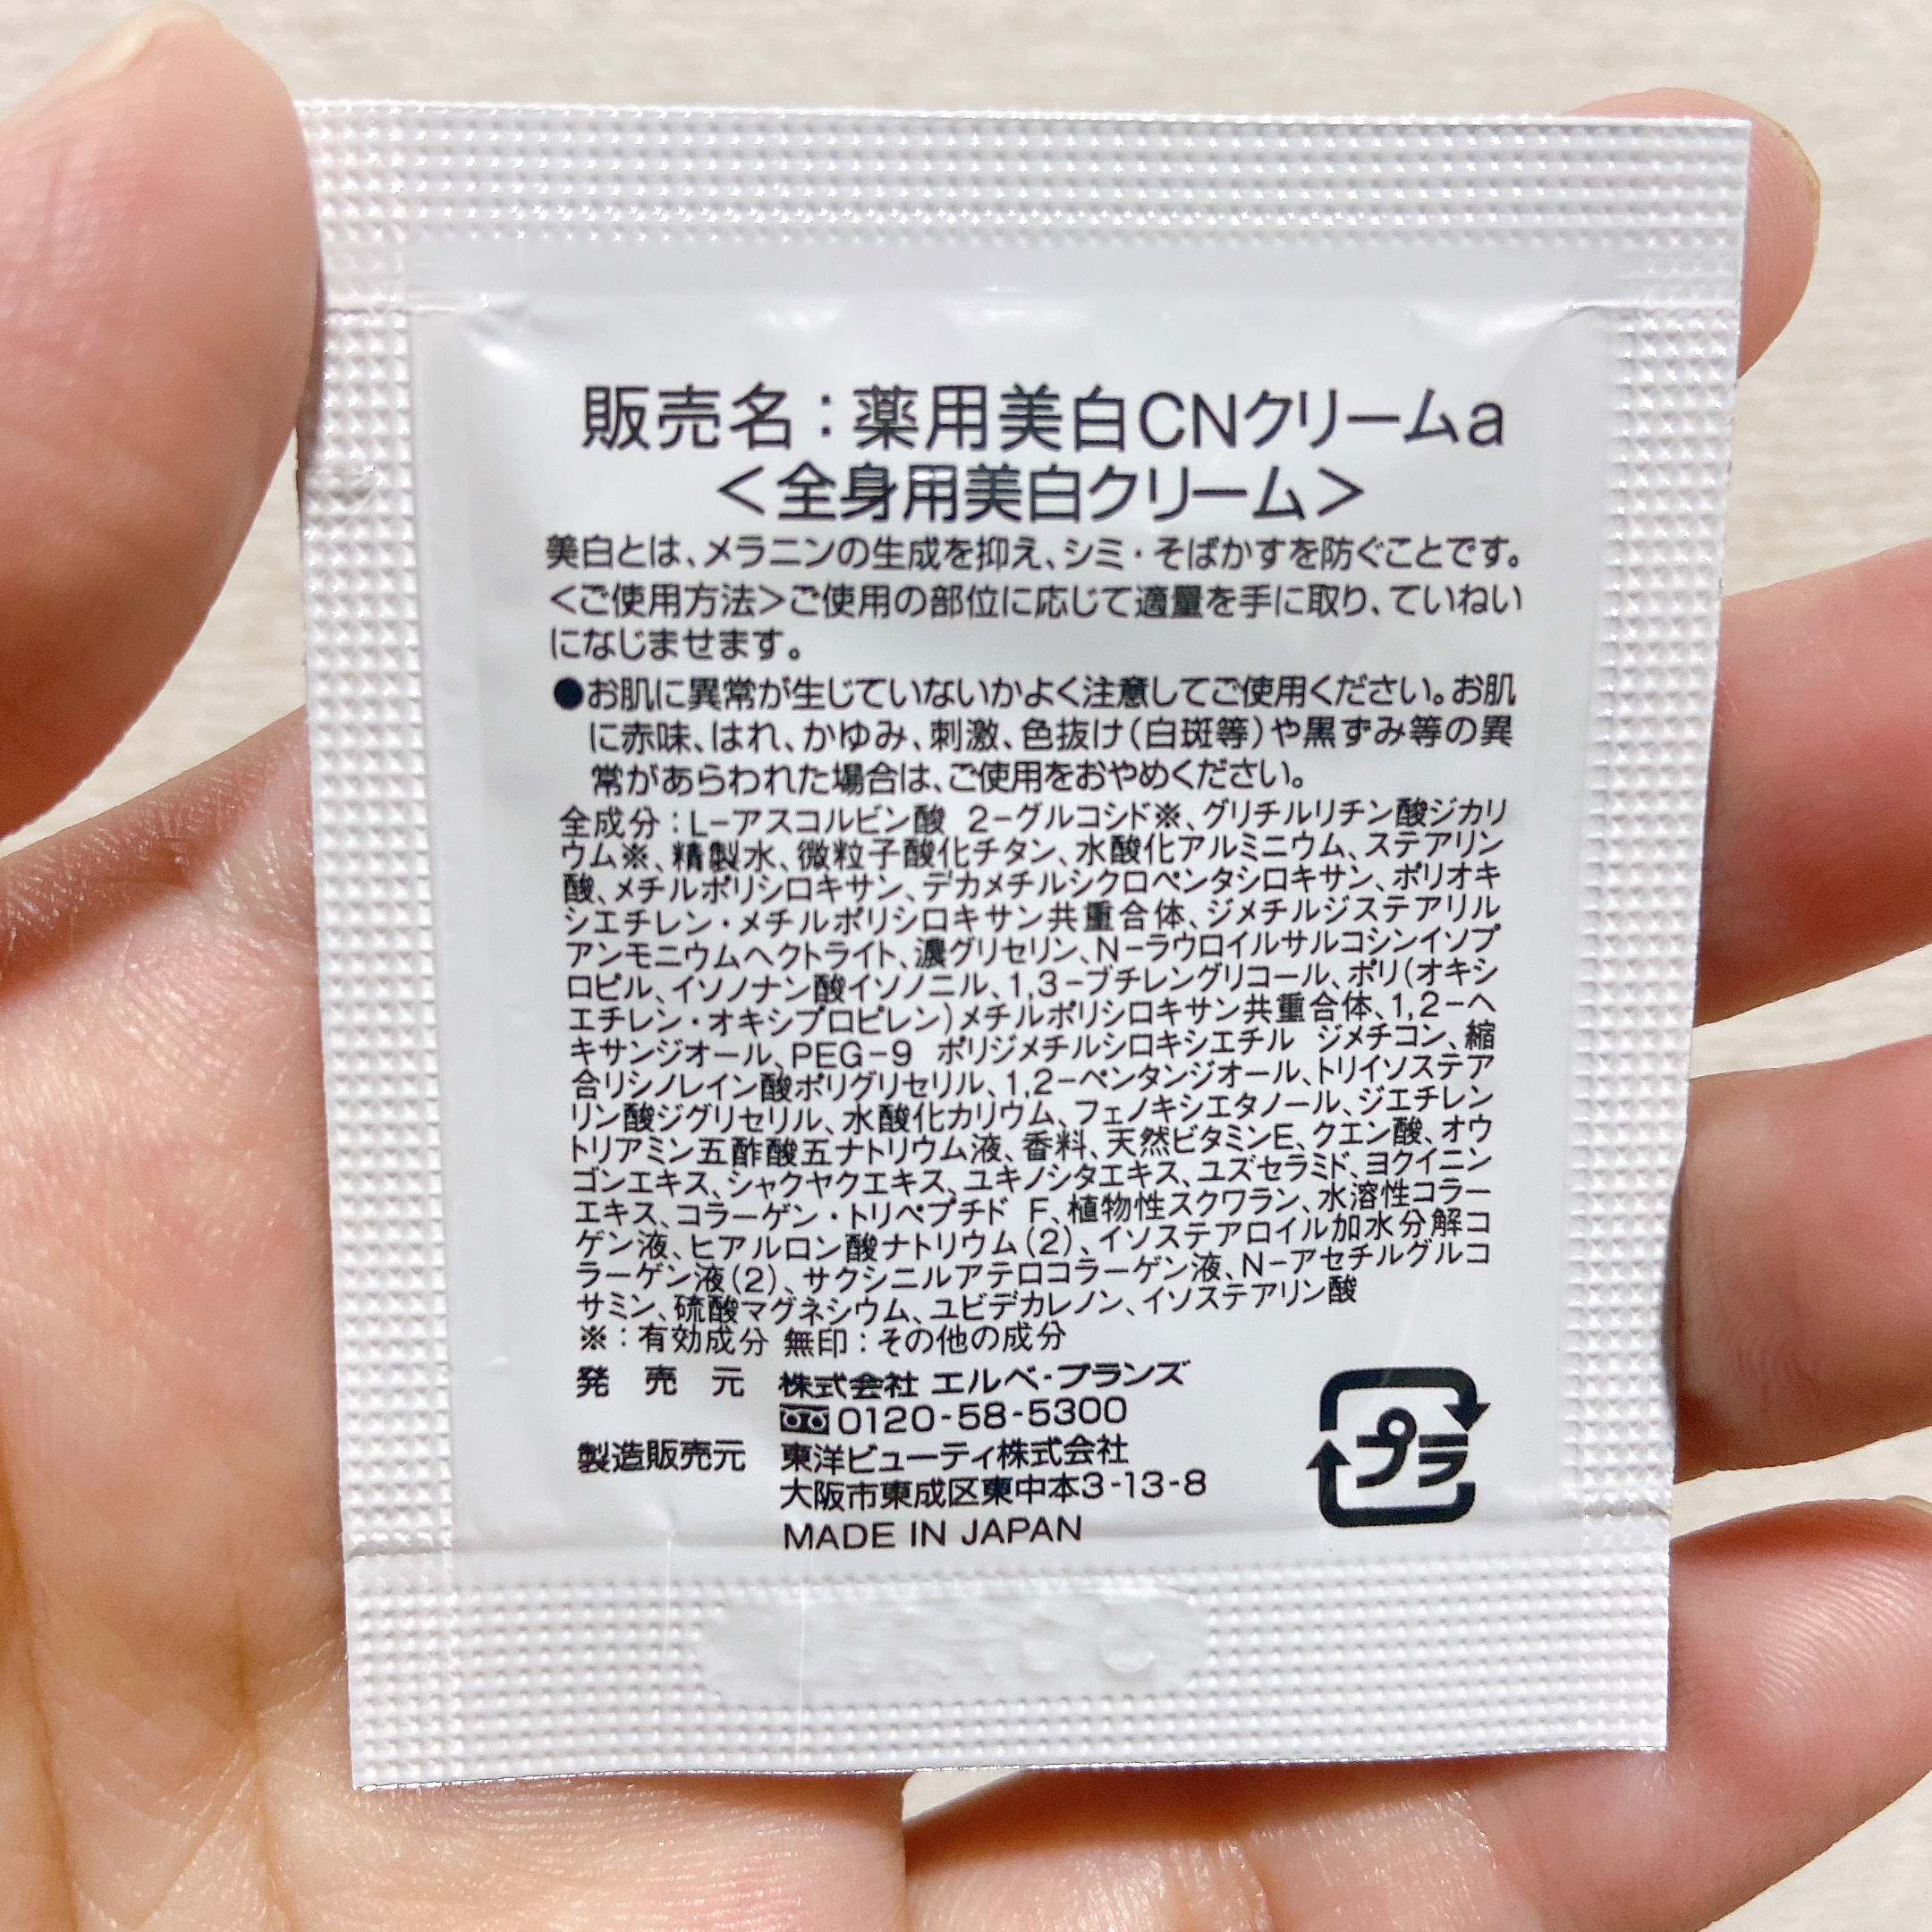 販売名：薬用美白CNクリームa
＜全身用美白クリーム＞
美白とは、メラニンの生成を抑え、シミ・そばかすを防ぐことです。
＜ご使用方法＞ご使用の部位に応じて適量を手に取り、ていねい
になじませます。
●お肌に異常が生じていないかよく注意してご使用ください。お肌
に赤味、はれ、かゆみ、刺激、色抜け（白斑等）や黒ずみ等の異
常があらわれた場合は、ご使用をおやめください。
全成分：L−アスコルビン酸 2−グルコシド※、グリチルリチン酸ジカリ
ウム※、精製水、微粒子酸化チタン、水酸化アルミニウム、ステアリン
酸、メチルポリシロキサン、デカメチルシクロペンタシロキサン、ポリオキ
シエチレン・メチルポリシロキサン共重合体、ジメチルジステアリル
アンモニウムヘクトライト、濃グリセリン、N−ラウロイルサルコシンイソプ
ロピル、イソノナン酸イソノニル、1,3−ブチレングリコール、ポリ（オキシ
エチレン・オキシプロピレン）メチルポリシロキサン共重合体、1,2−ヘ
キサンジオール、PEG−9 ポリジメチルシロキシエチル ジメチコン、縮
合リシノレイン酸ポリグリセリル、1,2−ペンタンジオール、トリイソステア
リン酸ジグリセリル、水酸化カリウム、フェノキシエタノール、ジエチレン
トリアミン五酢酸五ナトリウム液、香料、天然ビタミンE、クエン酸、オウ
ゴンエキス、シャクヤクエキス、ユキノシタエキス、ユズセラミド、ヨクイニン
エキス、コラーゲン・トリペプチド F、植物性スクワラン、水溶性コラー
ゲン液、ヒアルロン酸ナトリウム（2）、イソステアロイル加水分解コ
ラーゲン液（2）、サクシニルアテロコラーゲン液、N−アセチルグルコ
サミン、硫酸マグネシウム、ユビデカレノン、イソステアリン酸
※：有効成分 無印：その他の成分
発売元 株式会社 エルベ・プランズ
0120-58-5300
製造販売元 東洋ビューティ株式会社
大阪市東成区東中本3-13-8
MADE IN JAPAN
プラ